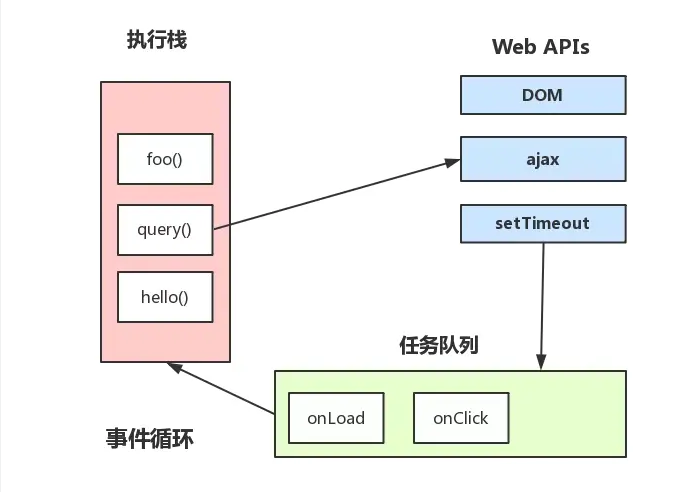 执行栈
Web APIs
DOM
foo()
ajax
query()
setTimeout
hello()
任务队列
onLoad
onClick
事件循环